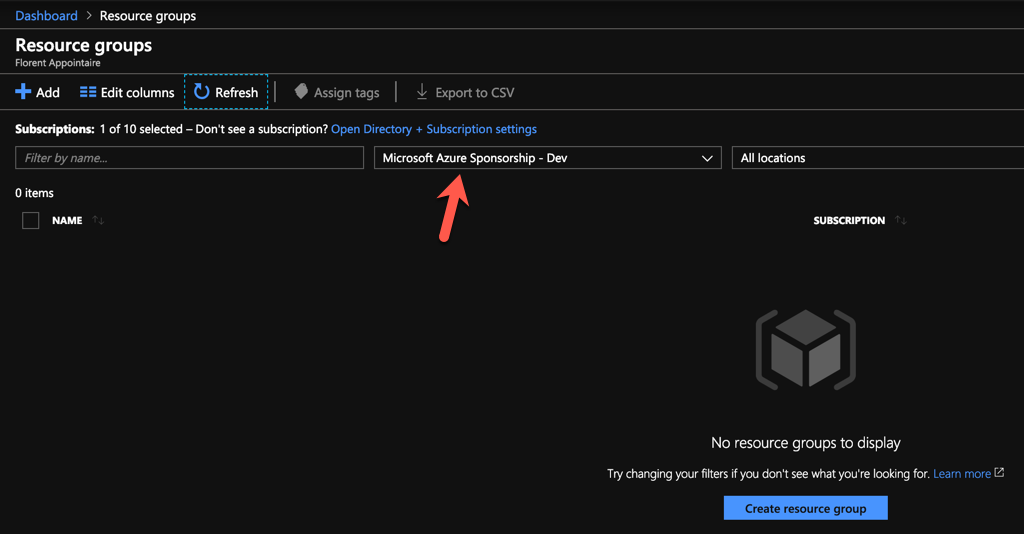 Dashboard > Resource groups
Resource groups
Florent Appointaire
Add Edit columns Refresh Assign tags Export to CSV
Subscriptions: 1 of 10 selected – Don't see a subscription? Open Directory + Subscription settings
Filter by name... Microsoft Azure Sponsorship - Dev All locations
0 items
NAME SUBSCRIPTION
No resource groups to display
Try changing your filters if you don't see what you're looking for. Learn more
Create resource group